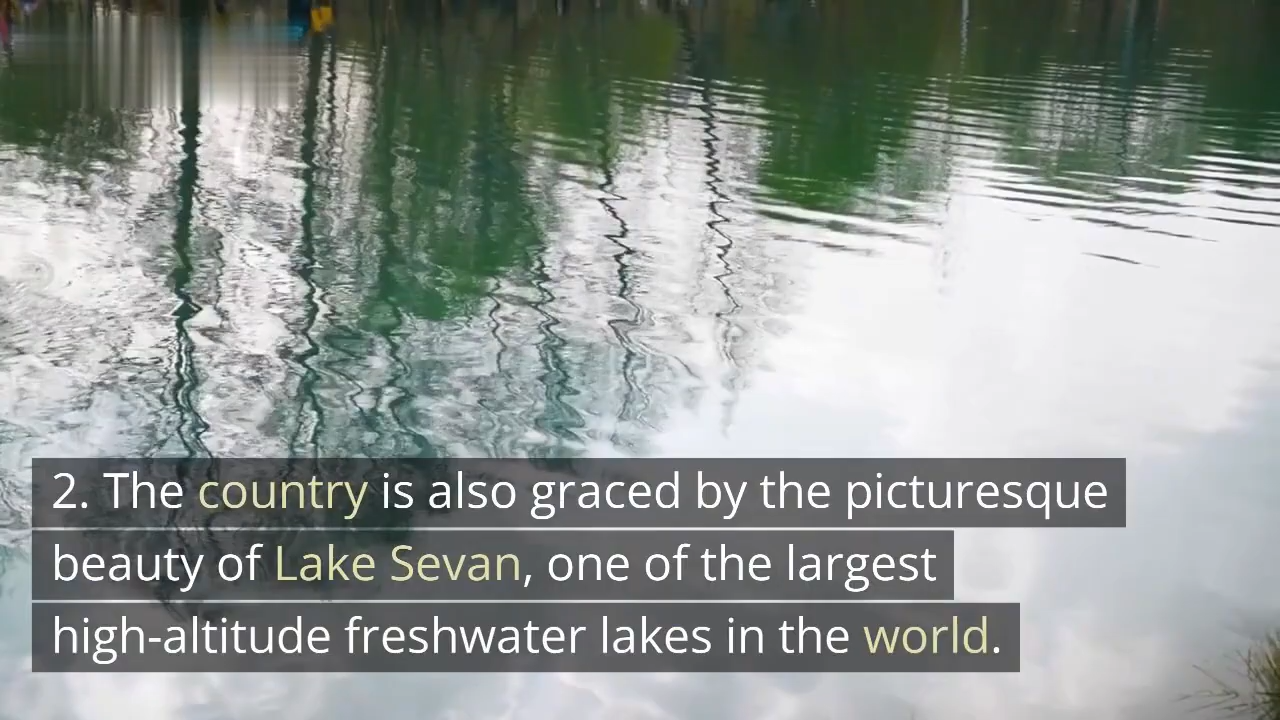 2. The country is also graced by the picturesque
beauty of Lake Sevan, one of the largest
high-altitude freshwater lakes in the world.